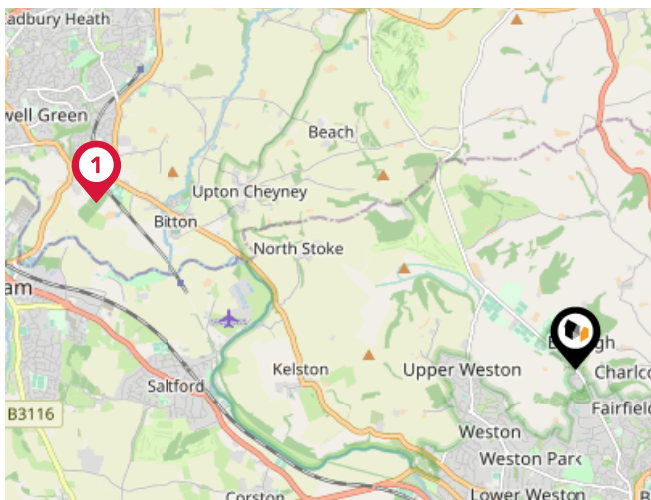 adbury Heath
well Green
1
Beach
Upton Cheyney
Bitton
North Stoke
am
Kelston
Upper Weston
Charlco
Saltford
B3116
Fairfield
Weston
Weston Park
Corston
Lower Weston